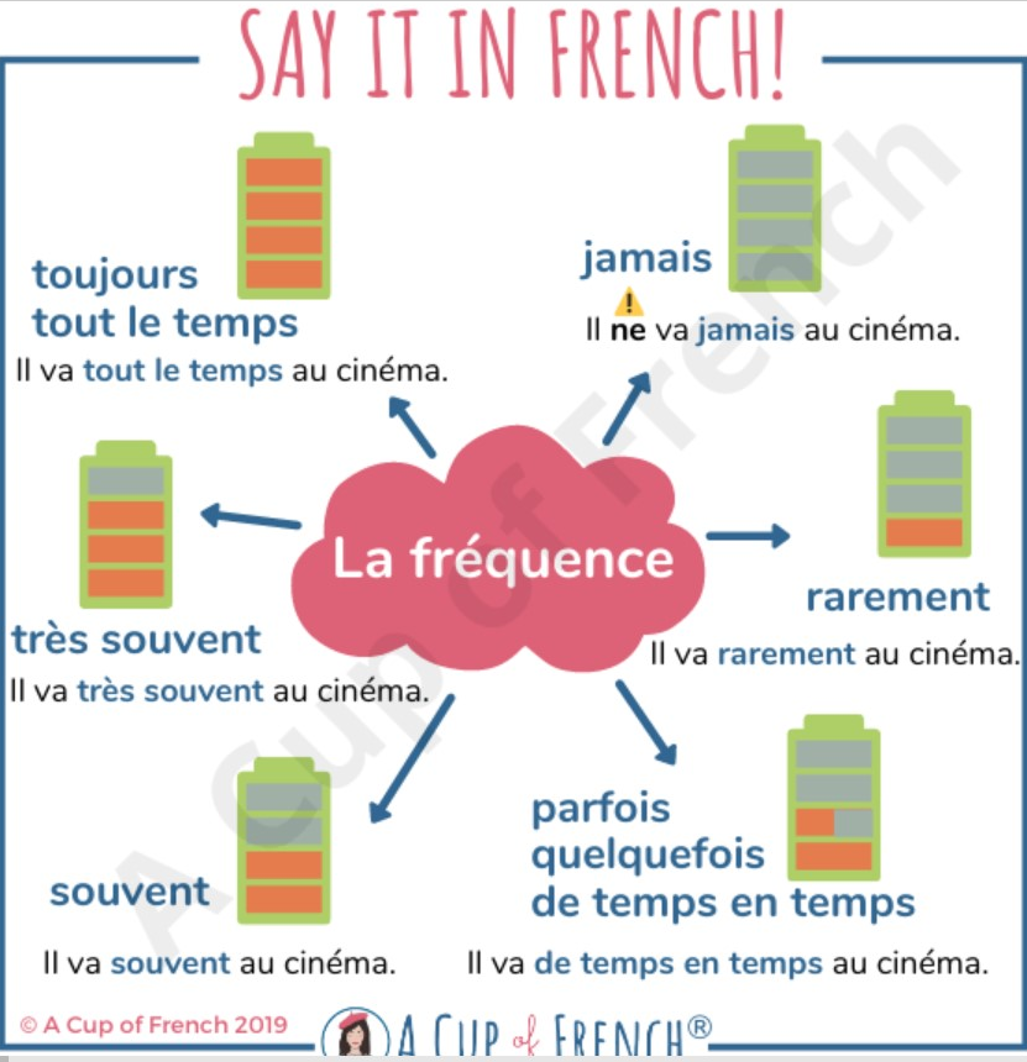 SAY IT IN FRENCH!
toujours
tout le temps
Il va tout le temps au cinéma.
jamais
Il ne va jamais au cinéma.
La fréquence
très souvent
Il va très souvent au cinéma.
rarement
Il va rarement au cinéma.
souvent
Il va souvent au cinéma.
parfois
quelquefois
de temps en temps
Il va de temps en temps au cinéma.
A Cup of French
© A Cup of French 2019
A CUP of FRENCH®